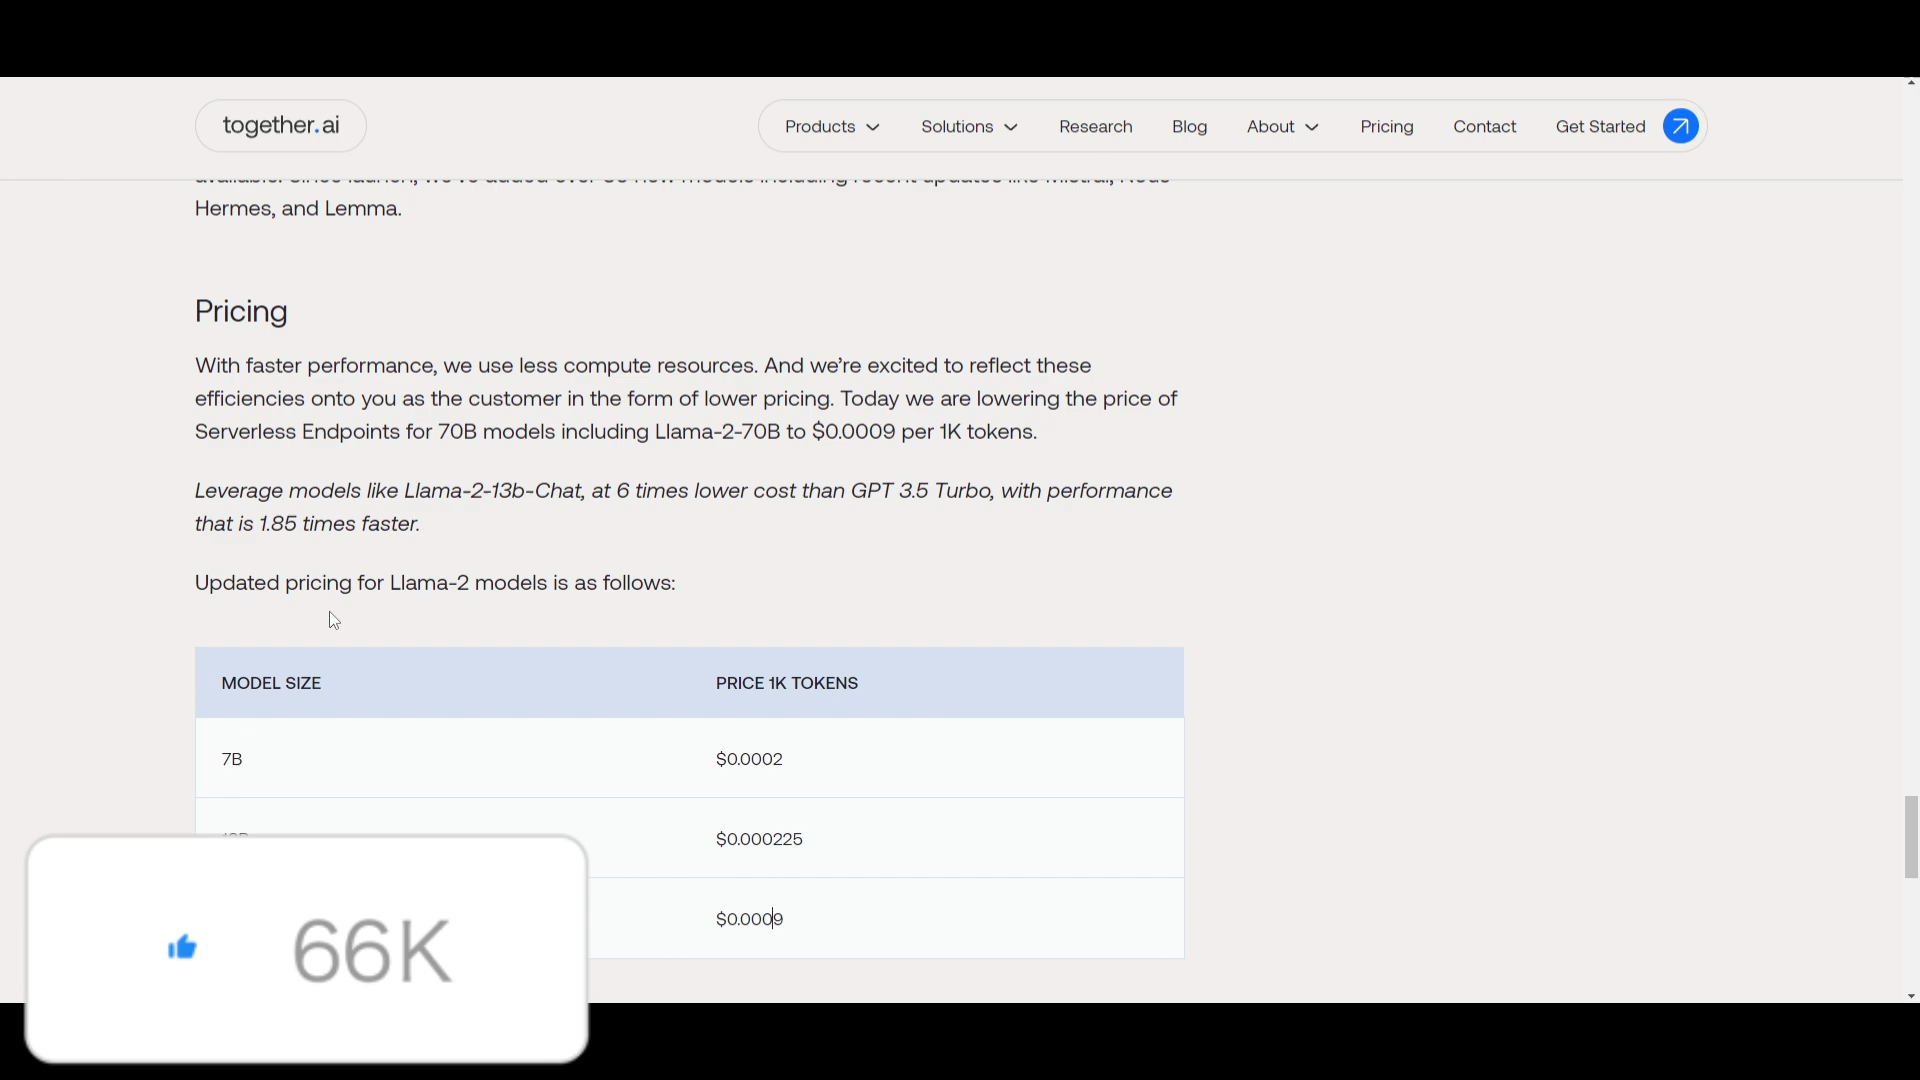 together.ai
Products
Solutions
Research
Blog
About
Pricing
Contact
Get Started
Hermes, and Lemma.
Pricing
With faster performance, we use less compute resources. And we’re excited to reflect these
efficiencies onto you as the customer in the form of lower pricing. Today we are lowering the price of
Serverless Endpoints for 70B models including Llama-2-70B to $0.0009 per 1K tokens.
Leverage models like Llama-2-13b-Chat, at 6 times lower cost than GPT 3.5 Turbo, with performance
that is 1.85 times faster.
Updated pricing for Llama-2 models is as follows:
MODEL SIZE PRICE 1K TOKENS
7B $0.0002
$0.000225
$0.0009
66K